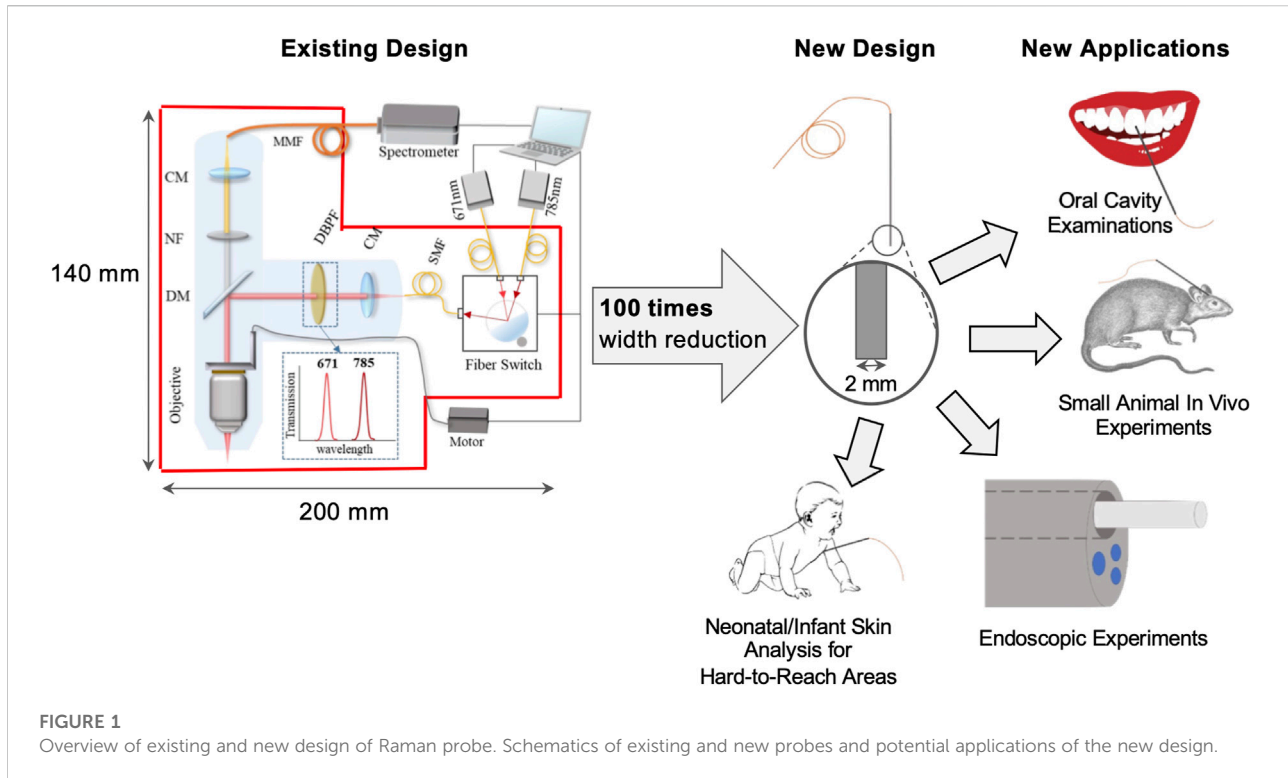 Existing Design
New Design
New Applications
MMF
Spectrometer
CM
671nm
785nm
NF
DBPF
CM
SMF
140 mm
DM
Fiber Switch
Objective
671 785
Transmission
wavelength
Motor
200 mm
100 times
width reduction
2 mm
Oral Cavity
Examinations
Small Animal In Vivo
Experiments
Neonatal/Infant Skin
Analysis for
Hard-to-Reach Areas
Endoscopic Experiments
FIGURE 1
Overview of existing and new design of Raman probe. Schematics of existing and new probes and potential applications of the new design.